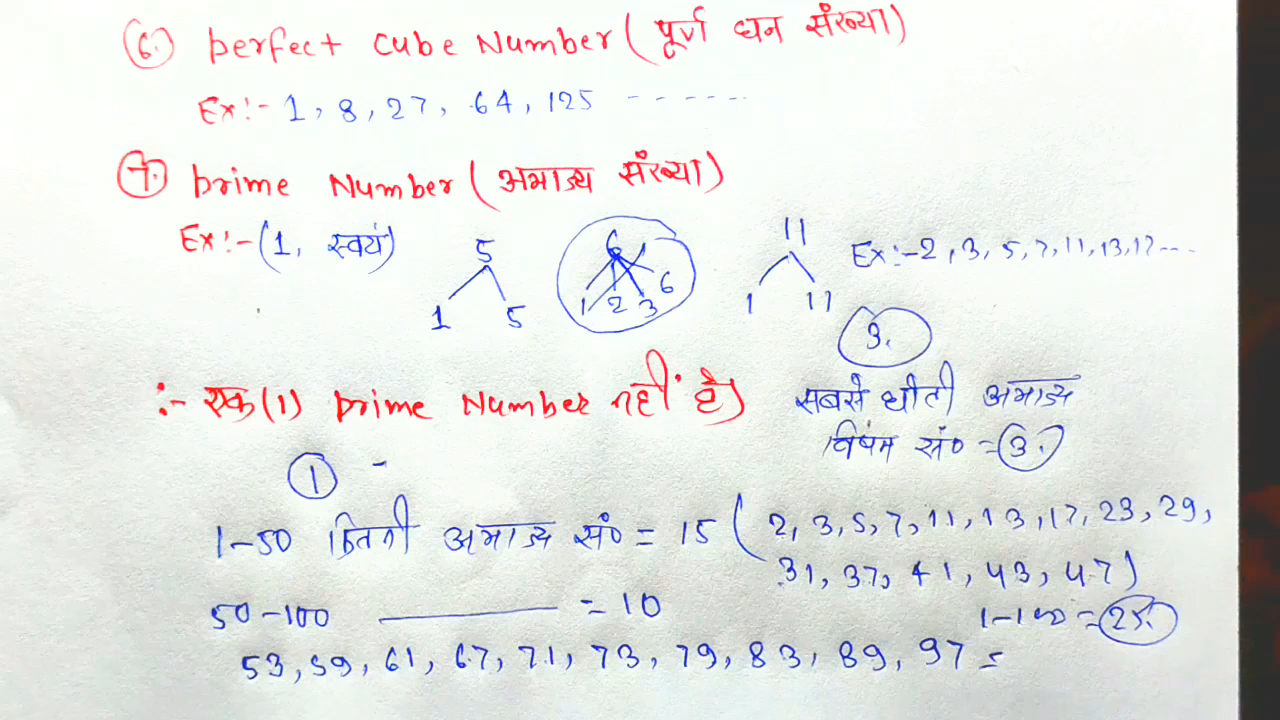 ⑥. perfect cube Number (पूर्ण घन संख्या)
Ex:- 1, 8, 27, 64, 125 ------
⑦. prime Number (अभाज्य संख्या)
Ex:- (1, स्वयं)
5
1 5
6
1 2 3 6
11
1 11
Ex:- 2, 3, 5, 7, 11, 13, 17 ---
3.
:- एक (1) prime Number नहीं है)
सबसे छोटी अभाज्य
विषम सं० = 3.
1 -
1-50 कितनी अभाज्य सं० = 15 (2, 3, 5, 7, 11, 13, 17, 23, 29,
31, 37, 41, 43, 47)
50-100 ——— = 10
1-100 = 25.
53, 59, 61, 67, 71, 73, 79, 83, 89, 97 =